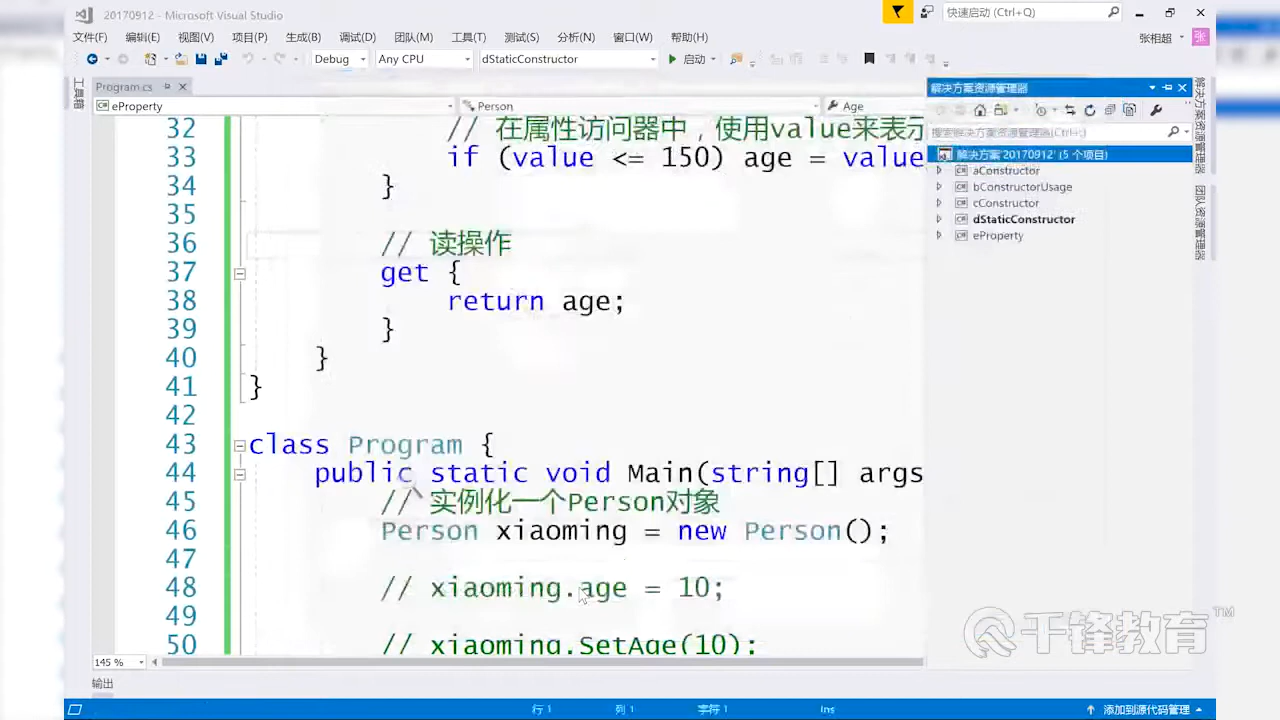 20170912 - Microsoft Visual Studio
快速启动 (Ctrl+Q)
文件(F) 编辑(E) 视图(V) 项目(P) 生成(B) 调试(D) 团队(M) 工具(T) 测试(S) 分析(N) 窗口(W) 帮助(H)
张相超 张
Debug Any CPU dStaticConstructor 启动
工具箱
Program.cs
eProperty Person Age
32 // 在属性访问器中，使用value来表示
33 if (value <= 150) age = value
34 }
35
36 // 读操作
37 get {
38 return age;
39 }
40 }
41 }
42
43 class Program {
44 public static void Main(string[] args
45 // 实例化一个Person对象
46 Person xiaoming = new Person();
47
48 // xiaoming.age = 10;
49
50 // xiaoming.SetAge(10);
145 %
输出
解决方案资源管理器
搜索解决方案资源管理器(Ctrl+;)
解决方案'20170912' (5 个项目)
aConstructor
bConstructorUsage
cConstructor
dStaticConstructor
eProperty
解决方案资源管理器
团队资源管理器
千锋教育 TM
行 1 列 1 字符 1 Ins 添加到源代码管理